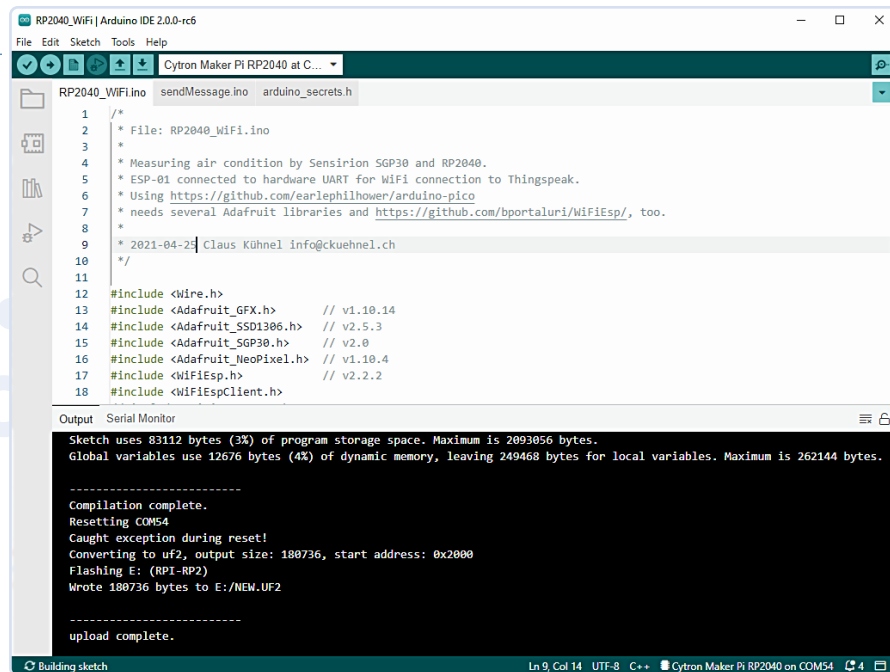 RP2040_WiFi | Arduino IDE 2.0.0-rc6
File Edit Sketch Tools Help
Cytron Maker Pi RP2040 at C...
RP2040_WiFi.ino sendMessage.ino arduino_secrets.h
1 /*
2 * File: RP2040_WiFi.ino
3 *
4 * Measuring air condition by Sensirion SGP30 and RP2040.
5 * ESP-01 connected to hardware UART for WiFi connection to Thingspeak.
6 * Using https://github.com/earlephilhower/arduino-pico
7 * needs several Adafruit libraries and https://github.com/bportaluri/WiFiEsp/, too.
8 *
9 * 2021-04-25 Claus Kühnel info@ckuehnel.ch
10 */
11
12 #include <Wire.h>
13 #include <Adafruit_GFX.h> // v1.10.14
14 #include <Adafruit_SSD1306.h> // v2.5.3
15 #include <Adafruit_SGP30.h> // v2.0
16 #include <Adafruit_NeoPixel.h> // v1.10.4
17 #include <WiFiEsp.h> // v2.2.2
18 #include <WiFiEspClient.h>
Output Serial Monitor
Sketch uses 83112 bytes (3%) of program storage space. Maximum is 2093056 bytes.
Global variables use 12676 bytes (4%) of dynamic memory, leaving 249468 bytes for local variables. Maximum is 262144 bytes.
--------------------------
Compilation complete.
Resetting COM54
Caught exception during reset!
Converting to uf2, output size: 180736, start address: 0x2000
Flashing E: (RPI-RP2)
Wrote 180736 bytes to E:/NEW.UF2
--------------------------
upload complete.
Building sketch Ln 9, Col 14 UTF-8 C++ Cytron Maker Pi RP2040 on COM54 4